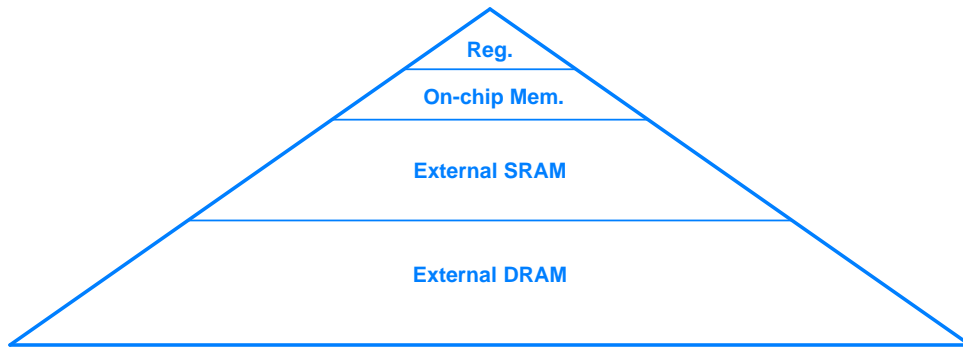 Reg.
On-chip Mem.
External SRAM
External DRAM